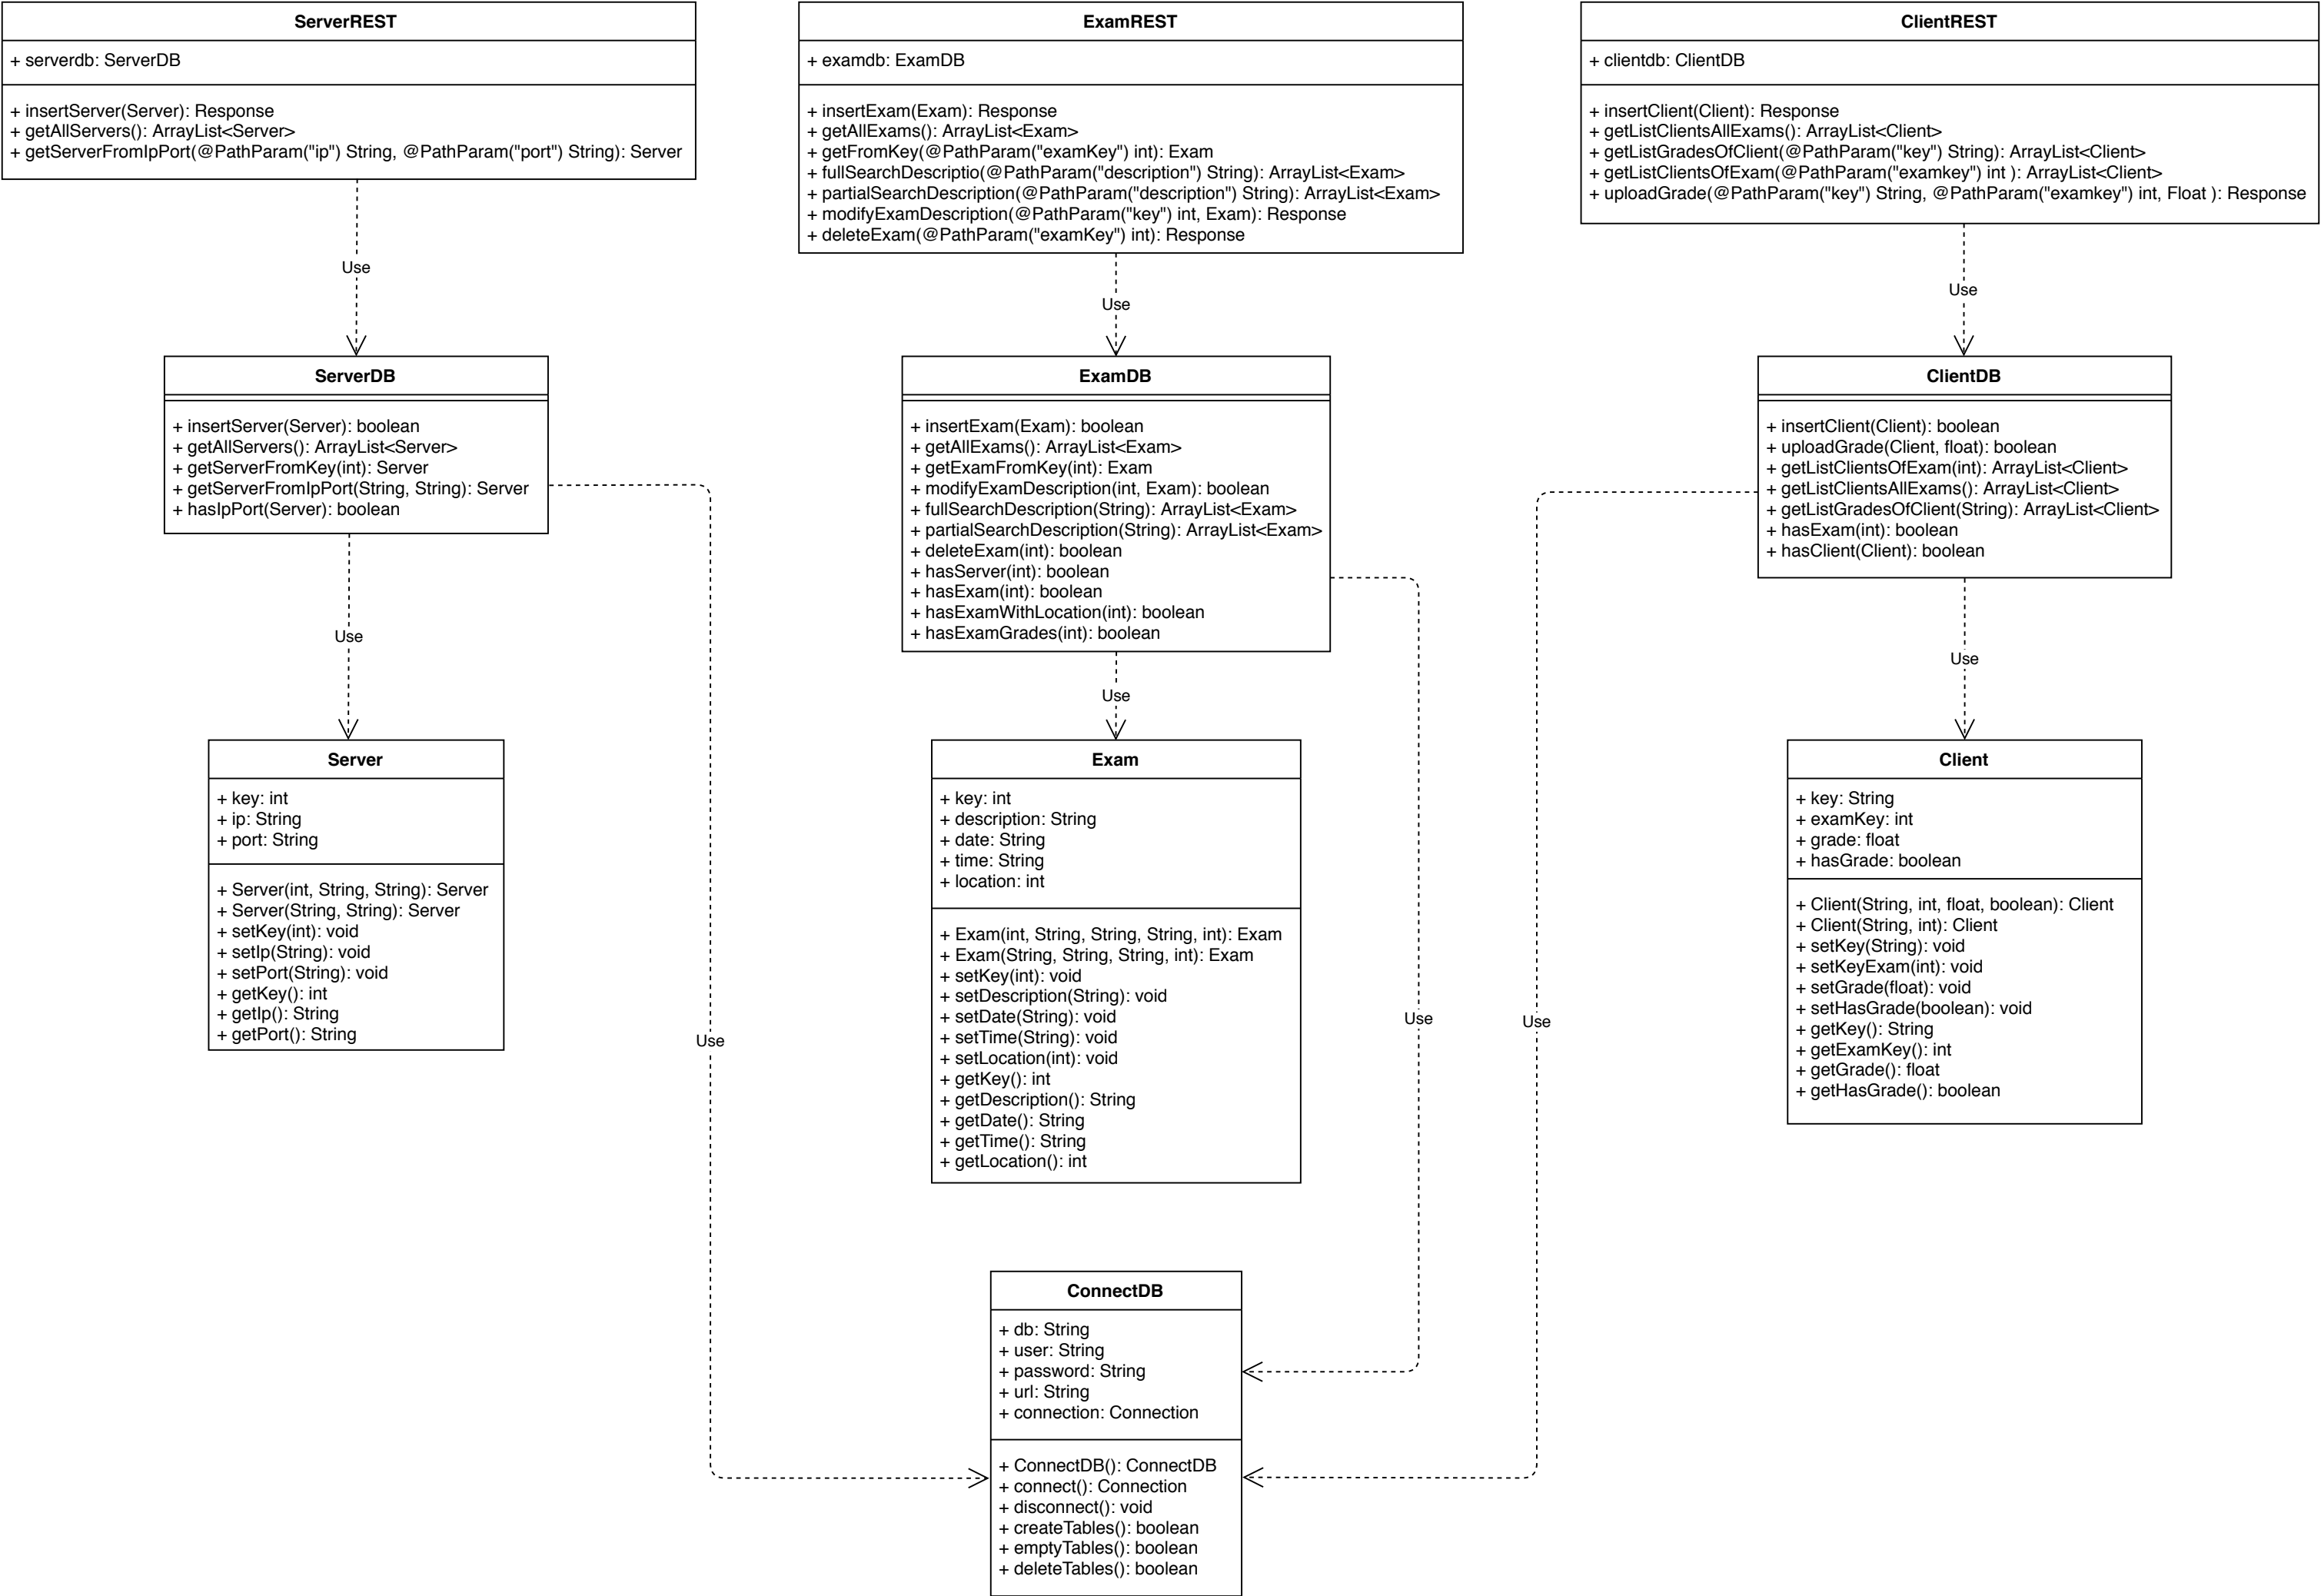 ServerREST
+ serverdb: ServerDB
+ insertServer(Server): Response
+ getAllServers(): ArrayList<Server>
+ getServerFromIpPort(@PathParam("ip") String, @PathParam("port") String): Server
ExamREST
+ examdb: ExamDB
+ insertExam(Exam): Response
+ getAllExams(): ArrayList<Exam>
+ getFromKey(@PathParam("examKey") int): Exam
+ fullSearchDescriptio(@PathParam("description") String): ArrayList<Exam>
+ partialSearchDescription(@PathParam("description") String): ArrayList<Exam>
+ modifyExamDescription(@PathParam("key") int, Exam): Response
+ deleteExam(@PathParam("examKey") int): Response
ClientREST
+ clientdb: ClientDB
+ insertClient(Client): Response
+ getListClientsAllExams(): ArrayList<Client>
+ getListGradesOfClient(@PathParam("key") String): ArrayList<Client>
+ getListClientsOfExam(@PathParam("examkey") int ): ArrayList<Client>
+ uploadGrade(@PathParam("key") String, @PathParam("examkey") int, Float ): Response
Use
Use
Use
ServerDB
+ insertServer(Server): boolean
+ getAllServers(): ArrayList<Server>
+ getServerFromKey(int): Server
+ getServerFromIpPort(String, String): Server
+ hasIpPort(Server): boolean
ExamDB
+ insertExam(Exam): boolean
+ getAllExams(): ArrayList<Exam>
+ getExamFromKey(int): Exam
+ modifyExamDescription(int, Exam): boolean
+ fullSearchDescription(String): ArrayList<Exam>
+ partialSearchDescription(String): ArrayList<Exam>
+ deleteExam(int): boolean
+ hasServer(int): boolean
+ hasExam(int): boolean
+ hasExamWithLocation(int): boolean
+ hasExamGrades(int): boolean
ClientDB
+ insertClient(Client): boolean
+ uploadGrade(Client, float): boolean
+ getListClientsOfExam(int): ArrayList<Client>
+ getListClientsAllExams(): ArrayList<Client>
+ getListGradesOfClient(String): ArrayList<Client>
+ hasExam(int): boolean
+ hasClient(Client): boolean
Use
Use
Use
Server
+ key: int
+ ip: String
+ port: String
+ Server(int, String, String): Server
+ Server(String, String): Server
+ setKey(int): void
+ setIp(String): void
+ setPort(String): void
+ getKey(): int
+ getIp(): String
+ getPort(): String
Exam
+ key: int
+ description: String
+ date: String
+ time: String
+ location: int
+ Exam(int, String, String, String, int): Exam
+ Exam(String, String, String, int): Exam
+ setKey(int): void
+ setDescription(String): void
+ setDate(String): void
+ setTime(String): void
+ setLocation(int): void
+ getKey(): int
+ getDescription(): String
+ getDate(): String
+ getTime(): String
+ getLocation(): int
Client
+ key: String
+ examKey: int
+ grade: float
+ hasGrade: boolean
+ Client(String, int, float, boolean): Client
+ Client(String, int): Client
+ setKey(String): void
+ setKeyExam(int): void
+ setGrade(float): void
+ setHasGrade(boolean): void
+ getKey(): String
+ getExamKey(): int
+ getGrade(): float
+ getHasGrade(): boolean
Use
Use
Use
ConnectDB
+ db: String
+ user: String
+ password: String
+ url: String
+ connection: Connection
+ ConnectDB(): ConnectDB
+ connect(): Connection
+ disconnect(): void
+ createTables(): boolean
+ emptyTables(): boolean
+ deleteTables(): boolean